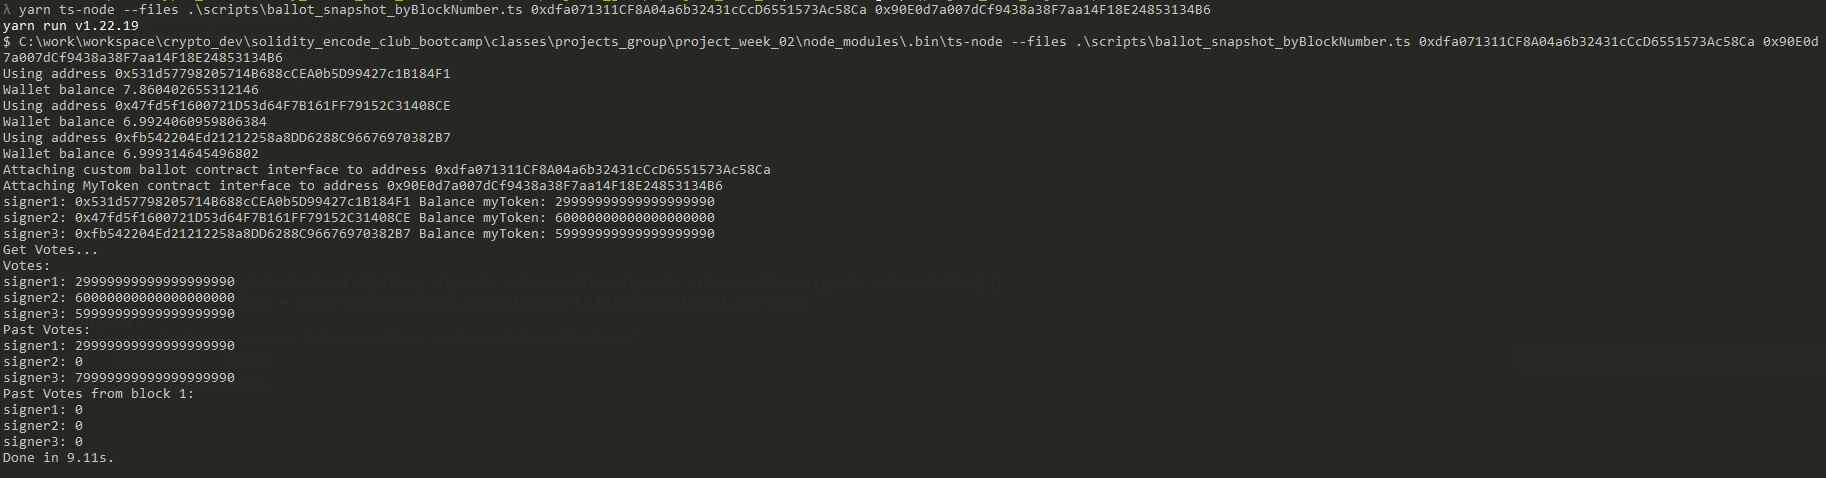 λ yarn ts-node --files .\scripts\ballot_snapshot_byBlockNumber.ts 0xdfa071311CF8A04a6b32431cCcD6551573Ac58Ca 0x90E0d7a007dCf9438a38F7aa14F18E24853134B6
yarn run v1.22.19
$ C:\work\workspace\crypto_dev\solidity_encode_club_bootcamp\classes\projects_group\project_week_02\node_modules\.bin\ts-node --files .\scripts\ballot_snapshot_byBlockNumber.ts 0xdfa071311CF8A04a6b32431cCcD6551573Ac58Ca 0x90E0d
7a007dCf9438a38F7aa14F18E24853134B6
Using address 0x531d57798205714B688cCEA0b5D99427c1B184F1
Wallet balance 7.860402655312146
Using address 0x47fd5f1600721D53d64F7B161FF79152C31408CE
Wallet balance 6.9924060959806384
Using address 0xfb542204Ed21212258a8DD6288C96676970382B7
Wallet balance 6.999314645496802
Attaching custom ballot contract interface to address 0xdfa071311CF8A04a6b32431cCcD6551573Ac58Ca
Attaching MyToken contract interface to address 0x90E0d7a007dCf9438a38F7aa14F18E24853134B6
signer1: 0x531d57798205714B688cCEA0b5D99427c1B184F1 Balance myToken: 29999999999999999990
signer2: 0x47fd5f1600721D53d64F7B161FF79152C31408CE Balance myToken: 60000000000000000000
signer3: 0xfb542204Ed21212258a8DD6288C96676970382B7 Balance myToken: 59999999999999999990
Get Votes...
Votes:
signer1: 29999999999999999990
signer2: 60000000000000000000
signer3: 59999999999999999990
Past Votes:
signer1: 29999999999999999990
signer2: 0
signer3: 79999999999999999990
Past Votes from block 1:
signer1: 0
signer2: 0
signer3: 0
Done in 9.11s.